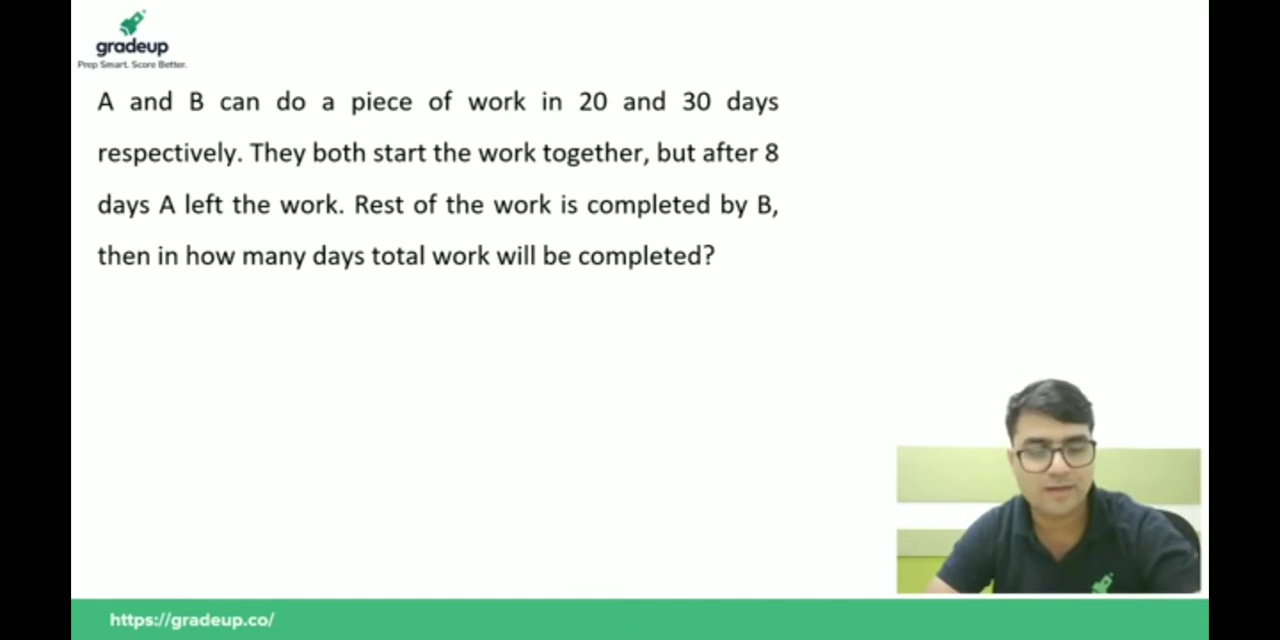 gradeup
Prep Smart. Score Better.
A and B can do a piece of work in 20 and 30 days
respectively. They both start the work together, but after 8
days A left the work. Rest of the work is completed by B,
then in how many days total work will be completed?
https://gradeup.co/